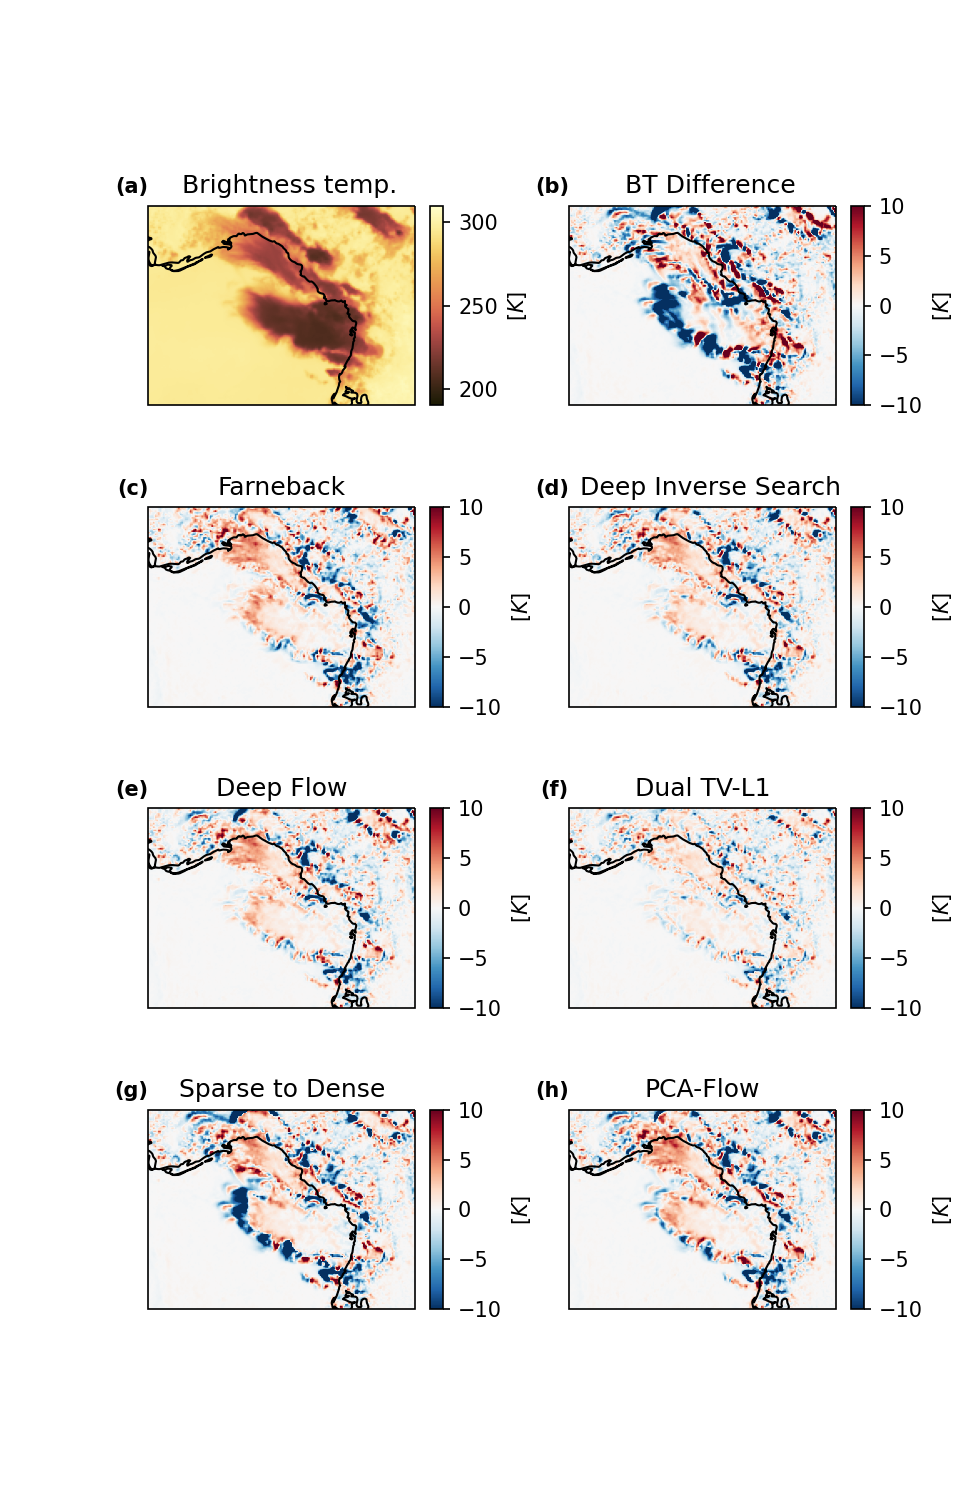 (a) Brightness temp.
300
250
200
[K]
(b) BT Difference
10
5
0
−5
−10
[K]
(c) Farneback
10
5
0
−5
−10
[K]
(d) Deep Inverse Search
10
5
0
−5
−10
[K]
(e) Deep Flow
10
5
0
−5
−10
[K]
(f) Dual TV-L1
10
5
0
−5
−10
[K]
(g) Sparse to Dense
10
5
0
−5
−10
[K]
(h) PCA-Flow
10
5
0
−5
−10
[K]